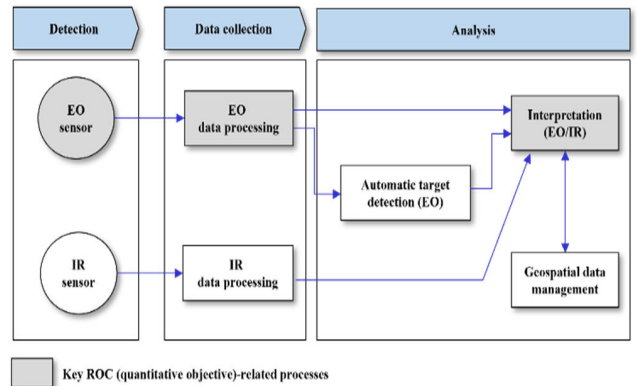 Detection
Data collection
Analysis
EO
sensor
EO
data processing
Interpretation
(EO/IR)
Automatic target
detection (EO)
IR
sensor
IR
data processing
Geospatial data
management
Key ROC (quantitative objective)-related processes